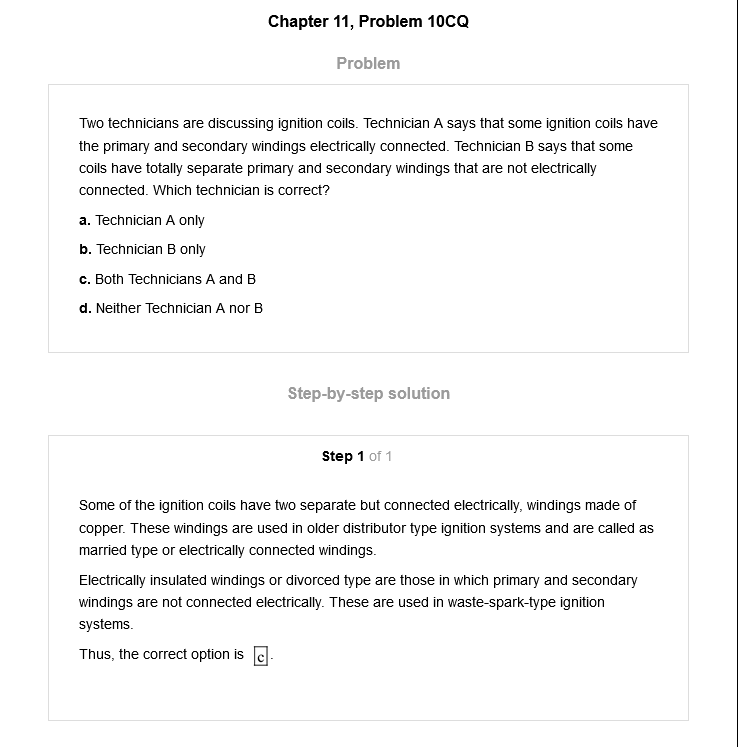 Chapter 11, Problem 10CQ
Problem
Two technicians are discussing ignition coils. Technician A says that some ignition coils have
the primary and secondary windings electrically connected. Technician B says that some
coils have totally separate primary and secondary windings that are not electrically
connected. Which technician is correct?
a. Technician A only
b. Technician B only
c. Both Technicians A and B
d. Neither Technician A nor B
Step-by-step solution
Step 1 of 1
Some of the ignition coils have two separate but connected electrically, windings made of
copper. These windings are used in older distributor type ignition systems and are called as
married type or electrically connected windings.
Electrically insulated windings or divorced type are those in which primary and secondary
windings are not connected electrically. These are used in waste-spark-type ignition
systems.
Thus, the correct option is c.